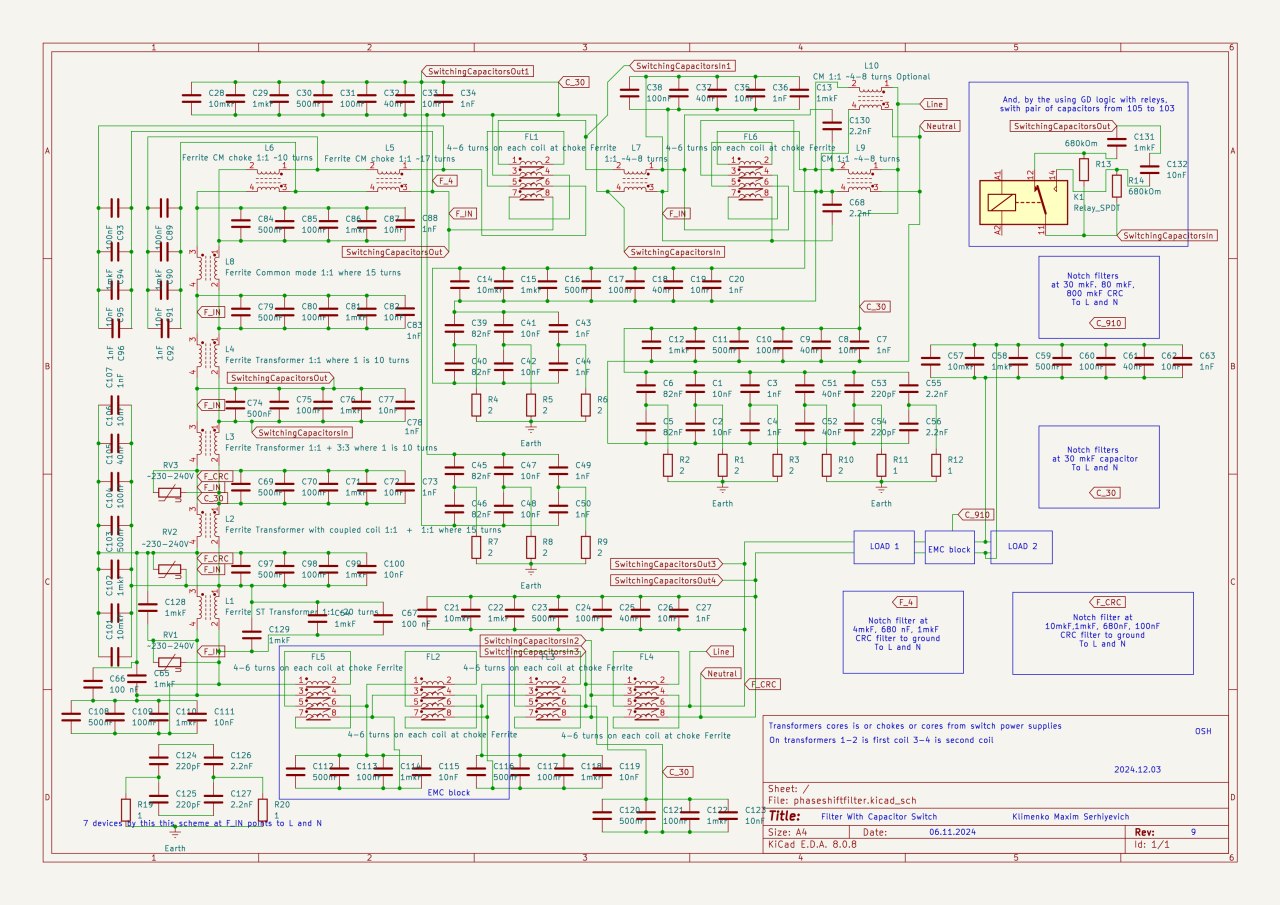 1 2 3 4 5 6
SwitchingCapacitorsOut1
SwitchingCapacitorsIn1
C_30
L10
CM 1:1 ~4-8 turns Optional
C28
10mkF
C29
1mkF
C30
500nF
C31
100nF
C32
40nF
C33
10nF
C34
1nF
C38
100nF
C37
40nF
C35
10nF
C36
1nF
C13
1mkF
Line
Neutral
C130
2.2nF
And, by the using GD logic with releys,
swith pair of capacitors from 105 to 103
SwitchingCapacitorsOut
C131
1mkF
680kOm
R13
C132
10nF
R14
680kOm
K1
Relay_SPDT
A1
A2
12
14
11
SwitchingCapacitorsIn
A
A
FL1
4-6 turns on each coil at choke Ferrite
FL6
4-6 turns on each coil at choke Ferrite
L6
Ferrite CM choke 1:1 ~10 turns
L5
Ferrite CM choke 1:1 ~17 turns
L7
1:1 ~4-8 turns
L9
CM 1:1 ~4-8 turns
F_4
F_IN
F_IN
C68
2.2nF
C84
500nF
C85
100nF
C86
1mkF
C87
10nF
C88
1nF
SwitchingCapacitorsOut
SwitchingCapacitorsIn
C93
100nF
C89
100nF
C94
1mkF
C90
1mkF
C95
10nF
C91
10nF
C96
1nF
C92
1nF
L8
Ferrite Common mode 1:1 where 15 turns
C14
10mkF
C15
1mkF
C16
500nF
C17
100nF
C18
40nF
C19
10nF
C20
1nF
Notch filters
at 30 mkF, 80 mkF,
800 mkF CRC
To L and N
C_910
F_IN
C79
500nF
C80
100nF
C81
1mkF
C82
10nF
C83
1nF
C_30
C39
82nF
C41
10nF
C43
1nF
C40
82nF
C42
10nF
C44
1nF
L4
Ferrite Transformer 1:1 where 1 is 10 turns
C12
1mkF
C11
500nF
C10
100nF
C9
40nF
C8
10nF
C7
1nF
C57
10mkF
C58
1mkF
C59
500nF
C60
100nF
C61
40nF
C62
10nF
C63
1nF
B
B
SwitchingCapacitorsOut
C107
1nF
C6
82nF
C1
10nF
C3
1nF
C51
40nF
C53
220pF
C55
2.2nF
F_IN
C74
500nF
C75
100nF
C76
1mkF
C77
10nF
C78
1nF
R4
2
R5
2
R6
2
Earth
C5
82nF
C2
10nF
C4
1nF
C52
40nF
C54
220pF
C56
2.2nF
SwitchingCapacitorsIn
C106
10nF
C105
40nF
L3
Ferrite Transformer 1:1 + 3:3 where 1 is 10 turns
Notch filters
at 30 mkF capacitor
To L and N
C_30
RV3
~230-240V
F_CRC
F_IN
C_30
C69
500nF
C70
100nF
C71
1mkF
C72
10nF
C73
1nF
C45
82nF
C47
10nF
C49
1nF
C46
82nF
C48
10nF
C50
1nF
R2
2
R1
2
R3
2
R10
2
R11
1
R12
1
Earth
Earth
C104
100nF
L2
Ferrite Transformer with coupled coil 1:1 + 1:1 where 15 turns
C_910
RV2
~230-240V
C103
500nF
R7
2
R8
2
R9
2
Earth
LOAD 1
EMC block
LOAD 2
F_CRC
F_IN
C97
500nF
C98
100nF
C99
1mkF
C100
10nF
SwitchingCapacitorsOut3
SwitchingCapacitorsOut4
C
C
C102
1mkF
C128
1mkF
L1
Ferrite ST Transformer 1:1 ~20 turns
1mkF
C67
100 nF
C21
10mkF
C22
1mkF
C23
500nF
C24
100nF
C25
40nF
C26
10nF
C27
1nF
F_4
Notch filter at
4mkF, 680 nF, 1mkF
CRC filter to ground
To L and N
F_CRC
Notch filter at
10mkF,1mkF, 680nF, 100nF
CRC filter to ground
To L and N
C101
10mkF
RV1
~230-240V
C129
1mkF
F_IN
SwitchingCapacitorsIn2
SwitchingCapacitorsIn3
Line
Neutral
F_CRC
FL5
4-6 turns on each coil at choke Ferrite
FL2
FL3
4-6 turns on each coil at choke Ferrite
FL4
C66
100 nF
C65
1mkF
C108
500nF
C109
100nF
C110
1mkF
C111
10nF
4-6 turns on each coil at choke Ferrite
4-6 turns on each coil at choke Ferrite
C124
220pF
C126
2.2nF
C125
220pF
C127
2.2nF
C112
500nF
C113
100nF
C114
1mkF
C115
10nF
C116
500nF
C117
100nF
C118
1mkF
C119
10nF
C_30
EMC block
R19
1
R20
1
C120
500nF
C121
100nF
C122
1mkF
C123
10nF
7 devices by this this scheme at F_IN points to L and N
Earth
D
D
Transformers cores is or chokes or cores from switch power supplies
OSH
On transformers 1-2 is first coil 3-4 is second coil
2024.12.03
Sheet: /
File: phaseshiftfilter.kicad_sch
Title: Filter With Capacitor Switch Klimenko Maxim Serhiyevich
Size: A4 Date: 06.11.2024 Rev: 9
KiCad E.D.A. 8.0.8 Id: 1/1
1 2 3 4 5 6